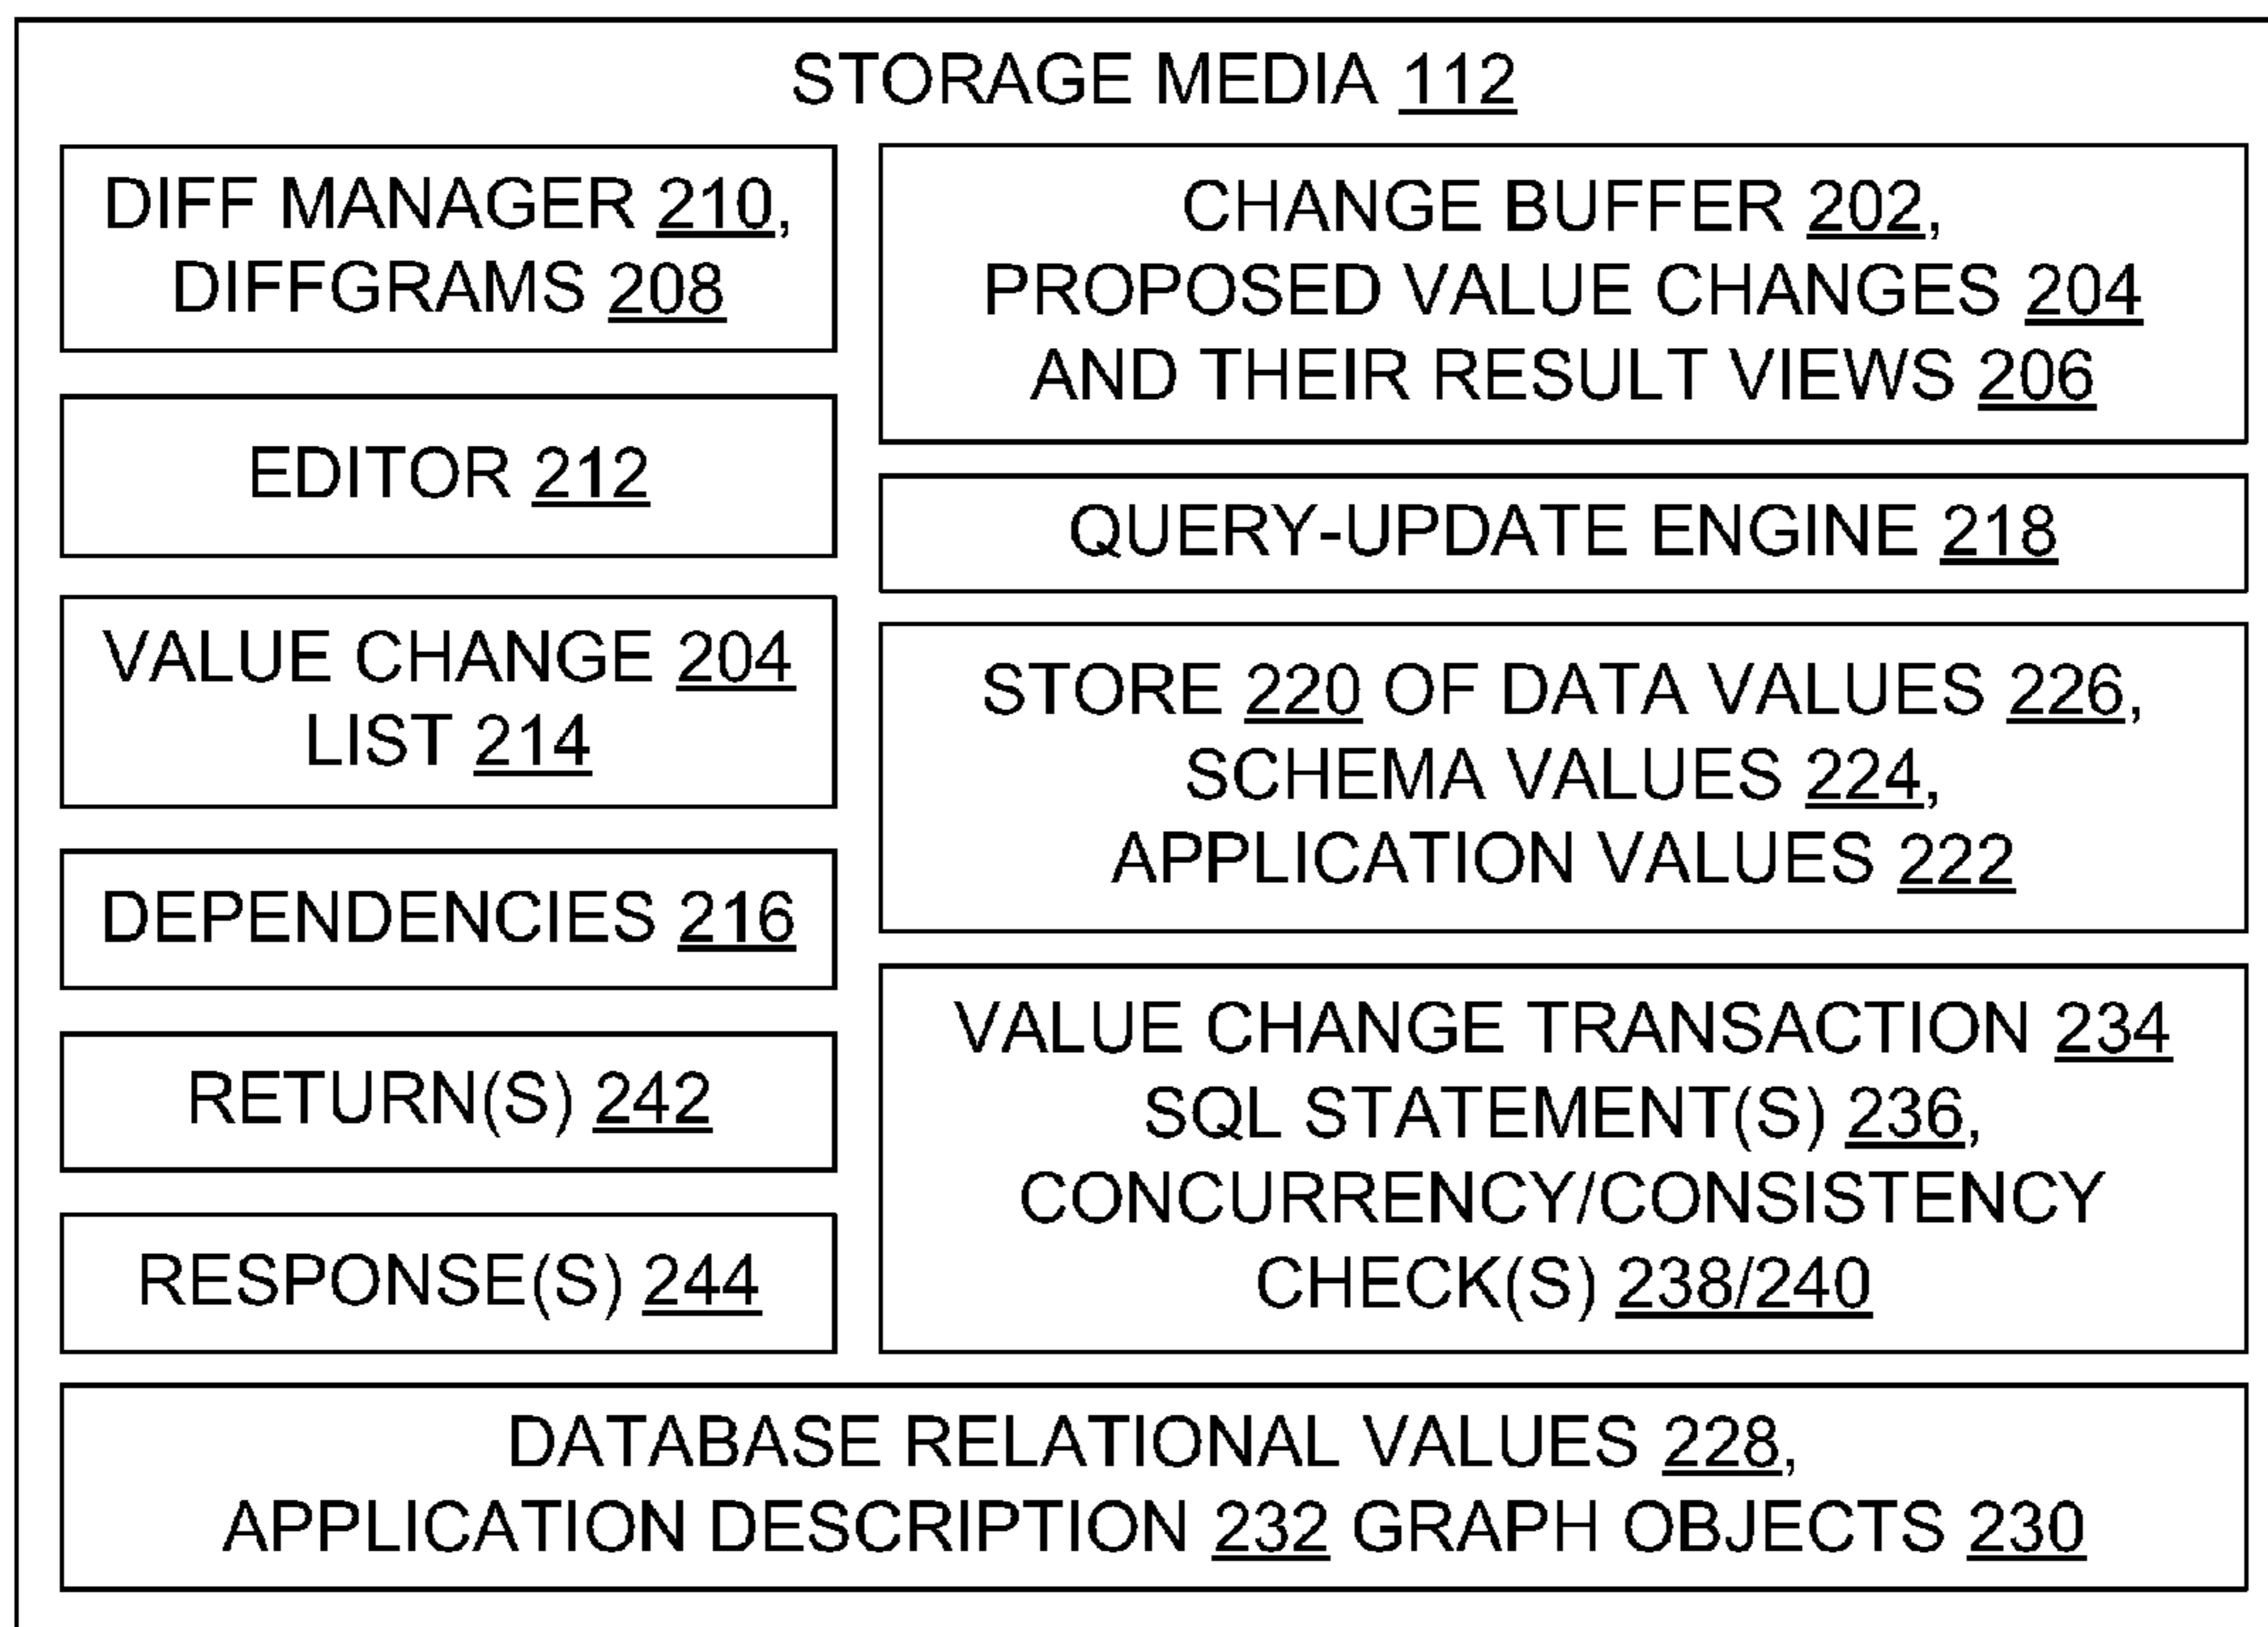 STORAGE MEDIA 112
DIFF MANAGER 210,
DIFFGRAMS 208
EDITOR 212
VALUE CHANGE 204
LIST 214
DEPENDENCIES 216
RETURN(S) 242
RESPONSE(S) 244
CHANGE BUFFER 202,
PROPOSED VALUE CHANGES 204
AND THEIR RESULT VIEWS 206
QUERY-UPDATE ENGINE 218
STORE 220 OF DATA VALUES 226,
SCHEMA VALUES 224,
APPLICATION VALUES 222
VALUE CHANGE TRANSACTION 234
SQL STATEMENT(S) 236,
CONCURRENCY/CONSISTENCY
CHECK(S) 238/240
DATABASE RELATIONAL VALUES 228,
APPLICATION DESCRIPTION 232 GRAPH OBJECTS 230